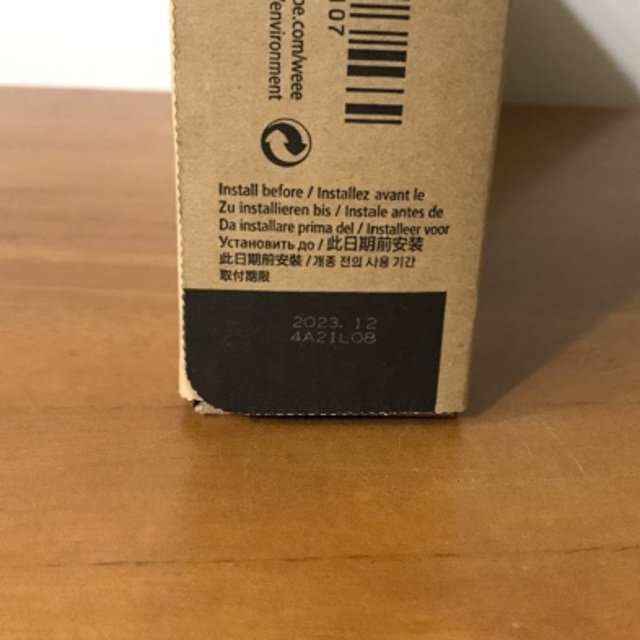 pe.com/weee
environment
107
Install before / Installez avant le
Zu installieren bis / Instale antes de
Da installare prima del / Installeer voor
Установить до / 此日期前安装
此日期前安裝 / 개중 전의 사용 기간
取付期限
2023. 12
4A21L08